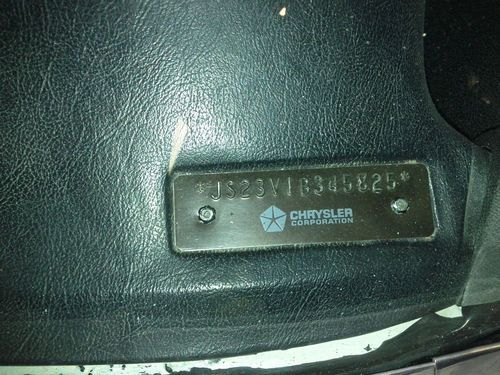 *JS23V1B345825*
CHRYSLER
CORPORATION